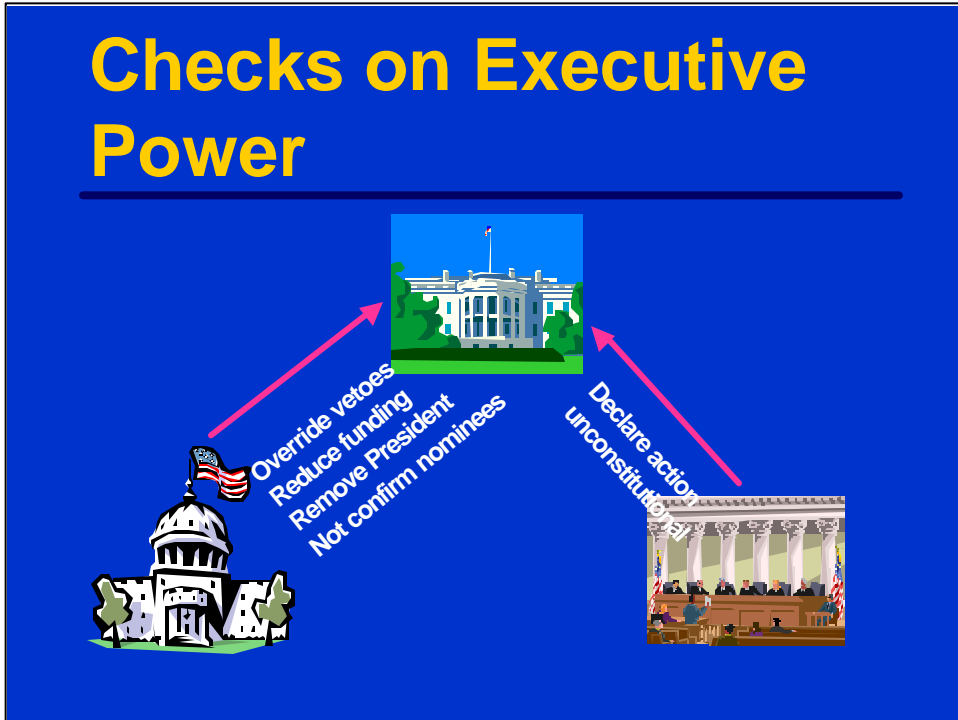 Checks on Executive
Power
Override vetoes
Reduce funding
Remove President
Not confirm nominees
Declare action
unconstitutional